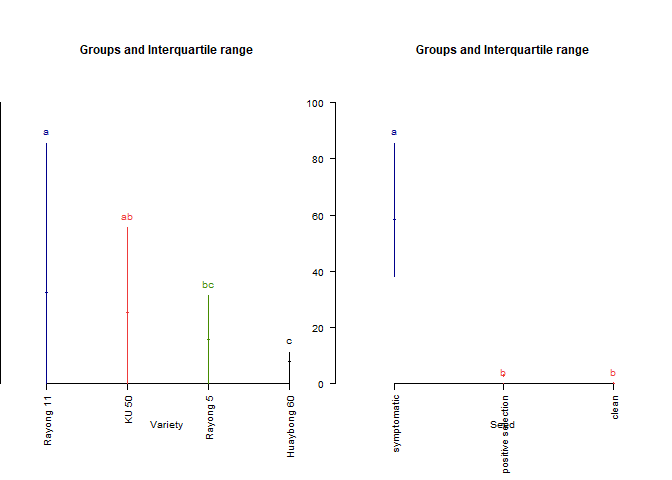 Groups and Interquartile range
a
ab
bc
c
Rayong 11
KU 50
Rayong 5
Huaybong 60
Variety
Groups and Interquartile range
100
80
60
40
20
0
a
b
b
symptomatic
positive selection
clean
Seed